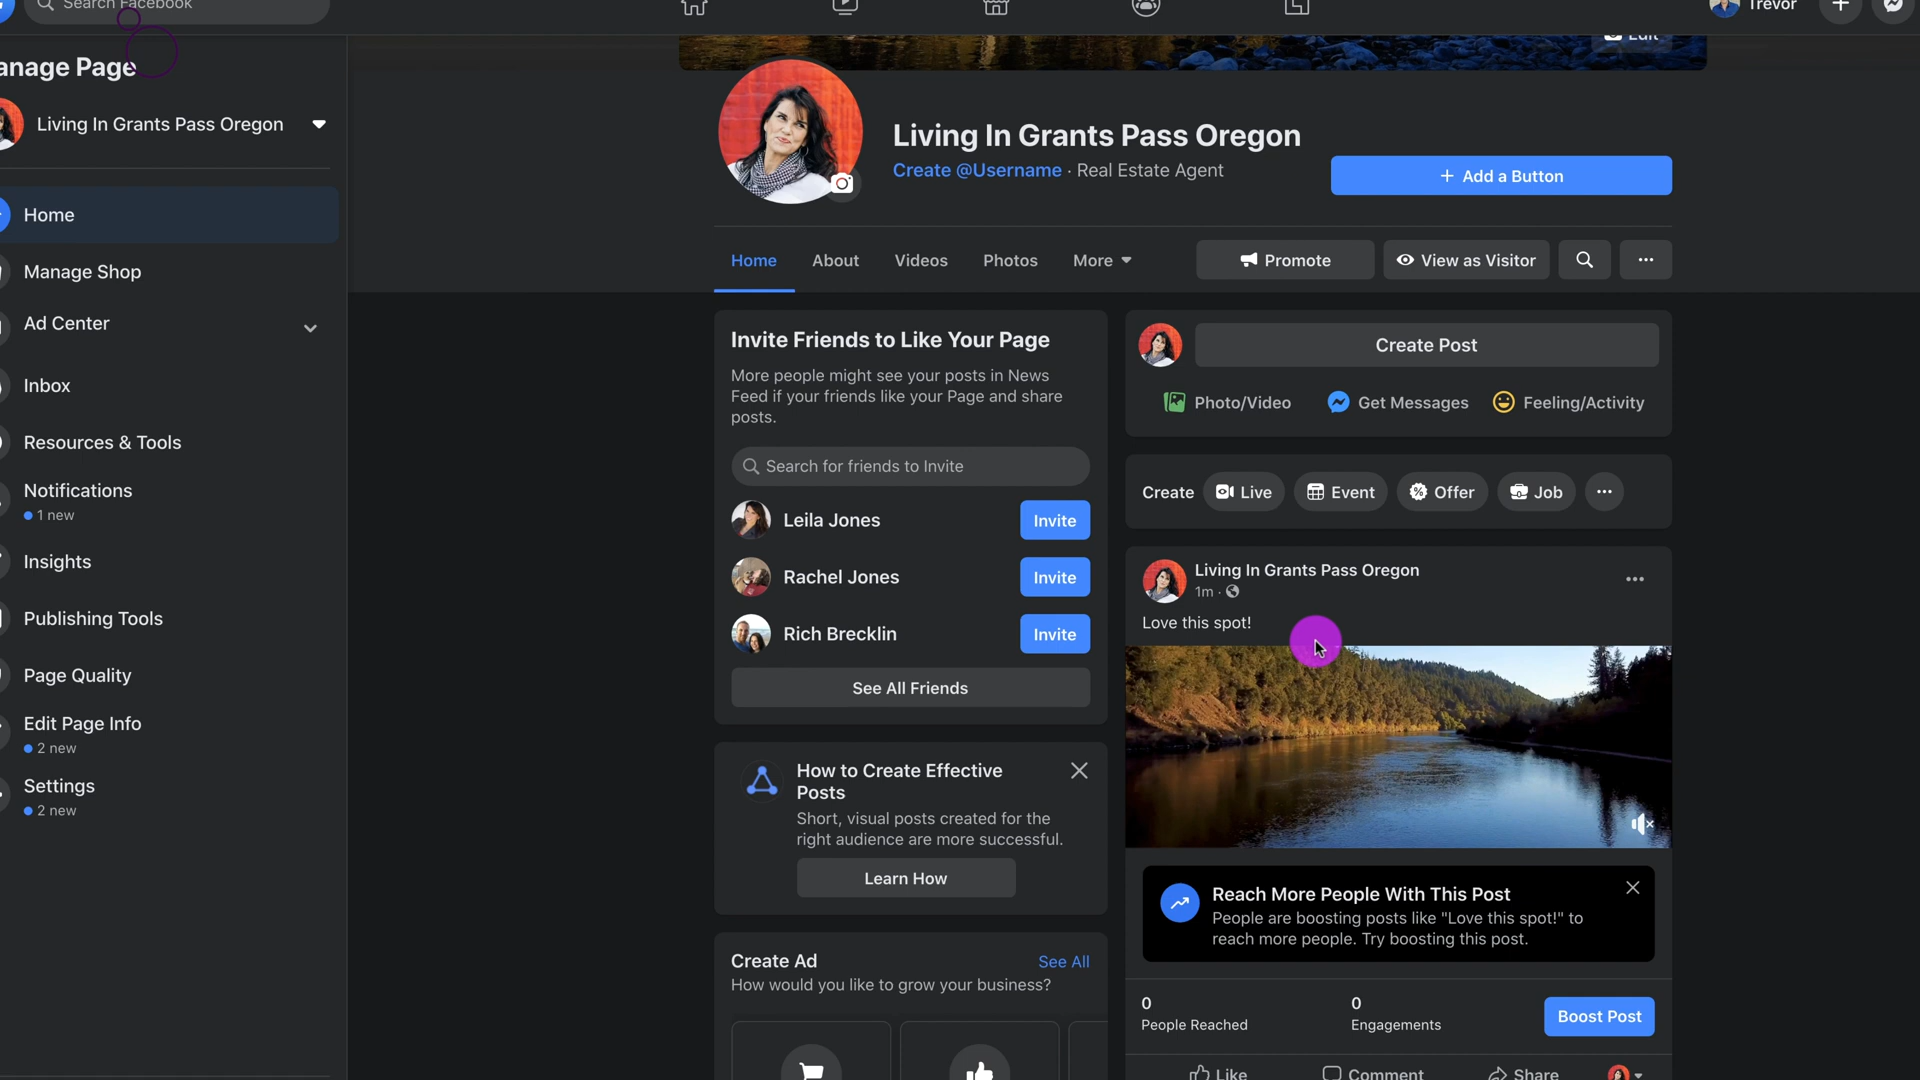 Search Facebook
Trevor
anage Page
Living In Grants Pass Oregon
Home
Manage Shop
Ad Center
Inbox
Resources & Tools
Notifications
1 new
Insights
Publishing Tools
Page Quality
Edit Page Info
2 new
Settings
2 new
Edit
Living In Grants Pass Oregon
Create @Username · Real Estate Agent
+ Add a Button
Home
About
Videos
Photos
More
Promote
View as Visitor
Invite Friends to Like Your Page
More people might see your posts in News
Feed if your friends like your Page and share
posts.
Search for friends to Invite
Leila Jones
Invite
Rachel Jones
Invite
Rich Brecklin
Invite
See All Friends
How to Create Effective
Posts
Short, visual posts created for the
right audience are more successful.
Learn How
Create Ad
See All
How would you like to grow your business?
Create Post
Photo/Video
Get Messages
Feeling/Activity
Create
Live
Event
Offer
Job
Living In Grants Pass Oregon
1m ·
Love this spot!
Reach More People With This Post
People are boosting posts like "Love this spot!" to
reach more people. Try boosting this post.
0
People Reached
0
Engagements
Boost Post
Like
Comment
Share